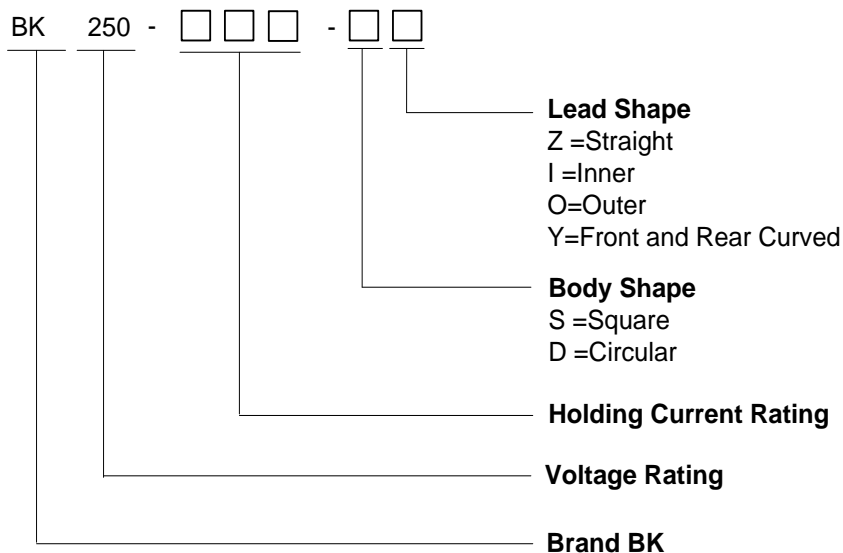 BK 250 - □ □ □ - □ □
Lead Shape
Z =Straight
I =Inner
O=Outer
Y=Front and Rear Curved
Body Shape
S =Square
D =Circular
Holding Current Rating
Voltage Rating
Brand BK